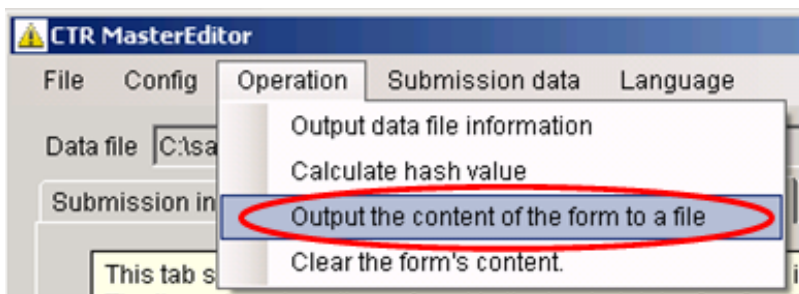 CTR MasterEditor
File Config Operation Submission data Language
Output data file information
Data file C:\sa
Calculate hash value
Submission in
Output the content of the form to a file
Clear the form's content.
This tab s